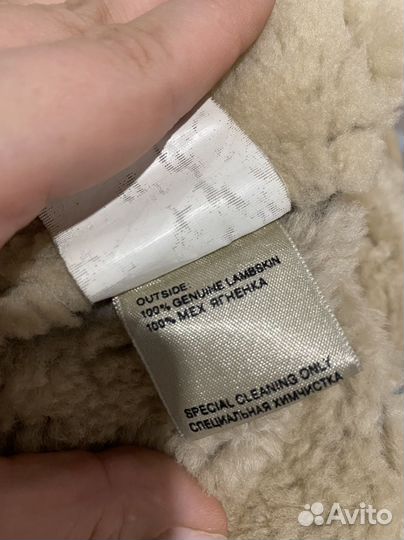 OUTSIDE:
100% GENUINE LAMBSKIN
100% МЕХ ЯГНЕНКА
SPECIAL CLEANING ONLY
СПЕЦИАЛЬНАЯ ХИМЧИСТКА
Avito